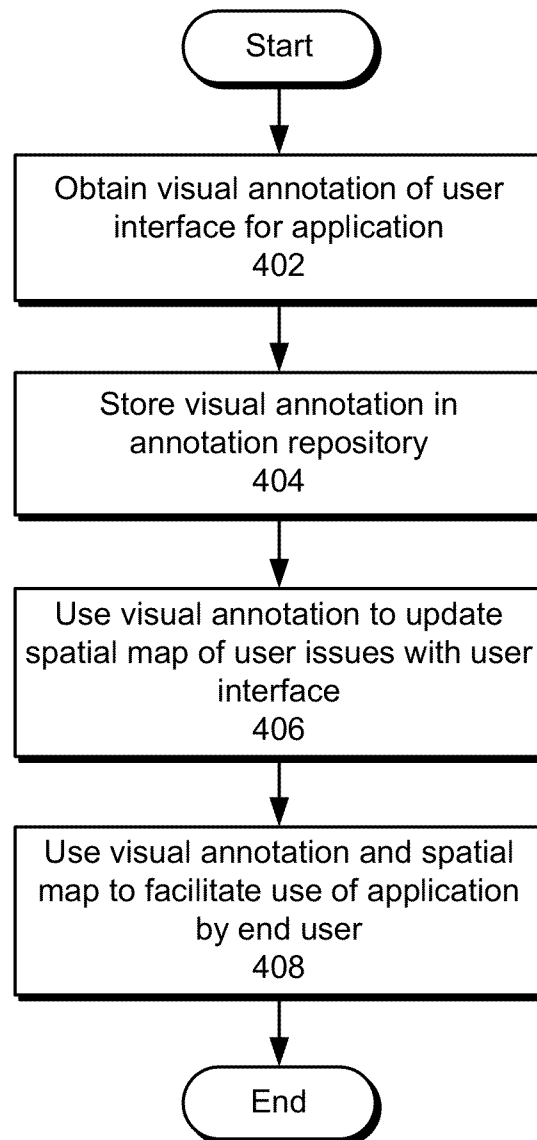 Start
Obtain visual annotation of user
interface for application
402
Store visual annotation in
annotation repository
404
Use visual annotation to update
spatial map of user issues with user
interface
406
Use visual annotation and spatial
map to facilitate use of application
by end user
408
End